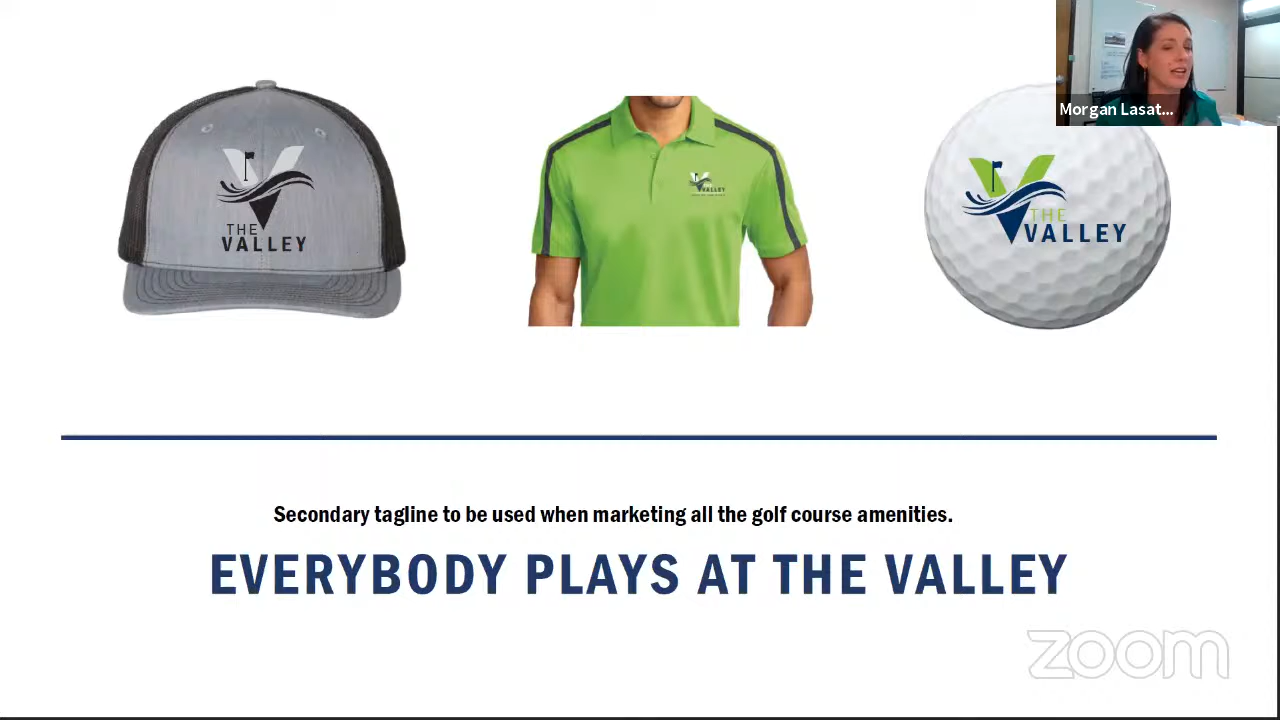 Morgan Lasat...
THE
VALLEY
THE
VALLEY
THE
VALLEY
Secondary tagline to be used when marketing all the golf course amenities.
EVERYBODY PLAYS AT THE VALLEY
zoom